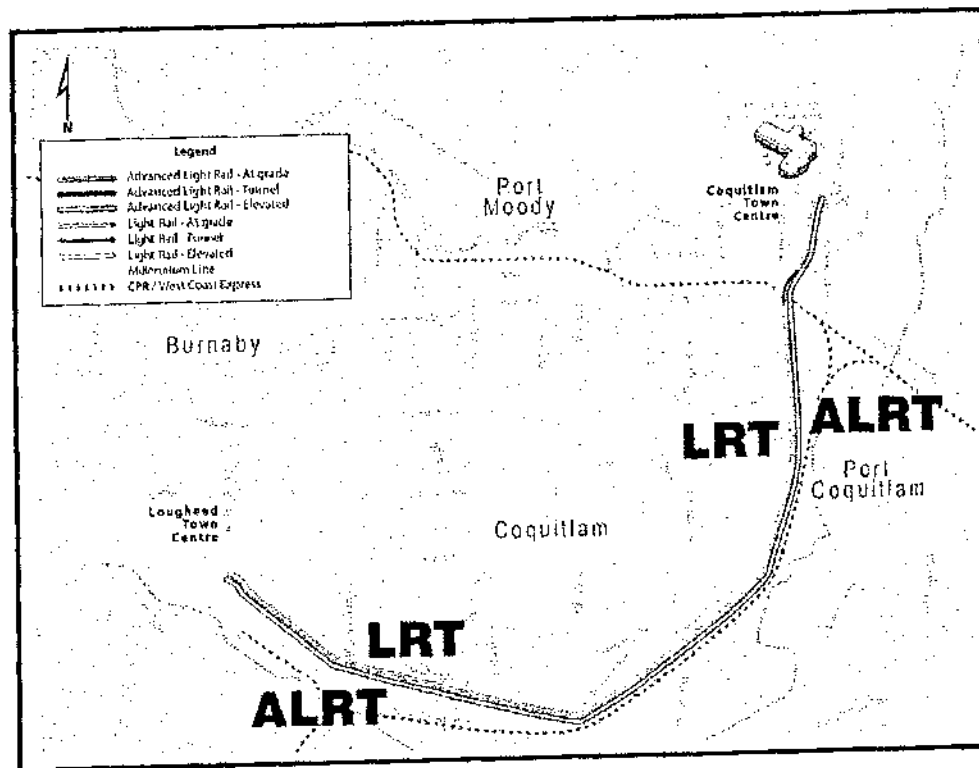 N
Legend
Advanced Light Rail - At grade
Advanced Light Rail - Tunnel
Advanced Light Rail - Elevated
Light Rail - At grade
Light Rail - Tunnel
Light Rail - Elevated
Millennium Line
CPR / West Coast Express
Port
Moody
Coquitlam
Town
Centre
Burnaby
LRT
ALRT
Port
Coquitlam
Lougheed
Town
Centre
Coquitlam
LRT
ALRT